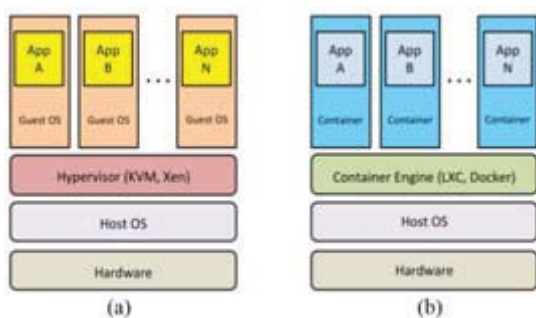 App App App
A B N
...
Guest OS Guest OS Guest OS
Hypervisor (KVM, Xen)
Host OS
Hardware
(a)
App App App
A B N
...
Container Container Container
Container Engine (LXC, Docker)
Host OS
Hardware
(b)